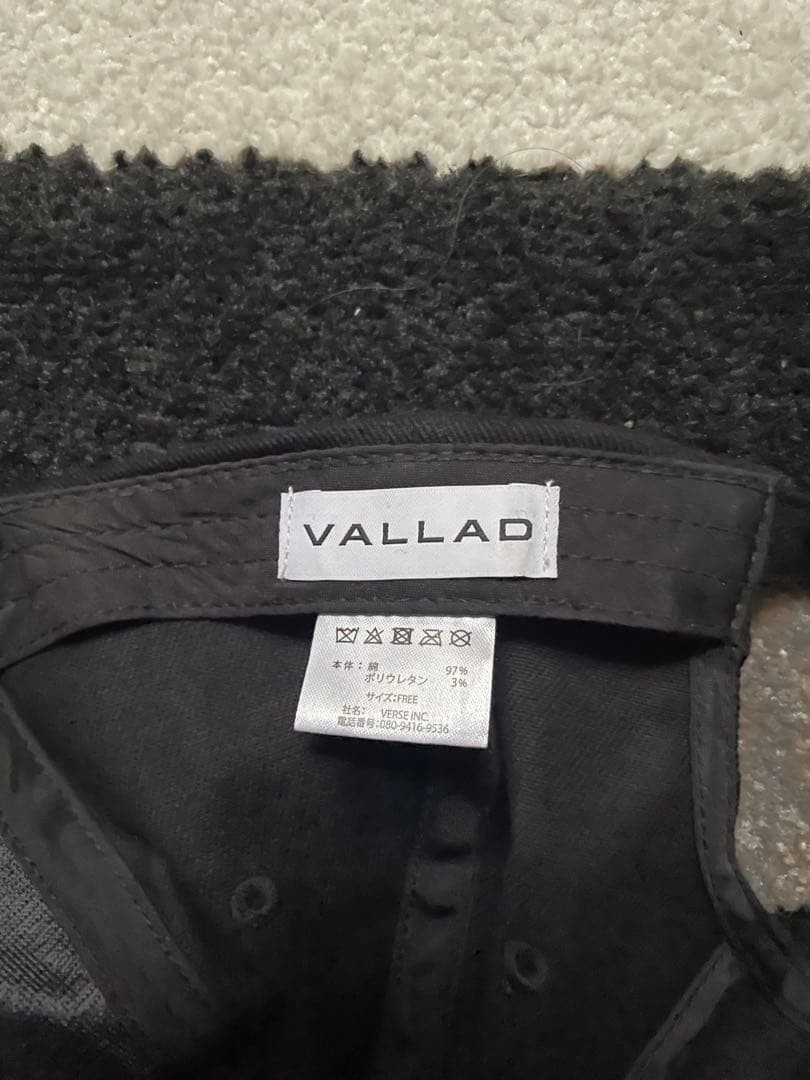 VALLAD
本体：綿 97%
ポリウレタン 3%
サイズ：FREE
社名： VERSE INC.
電話番号：080-9416-9536